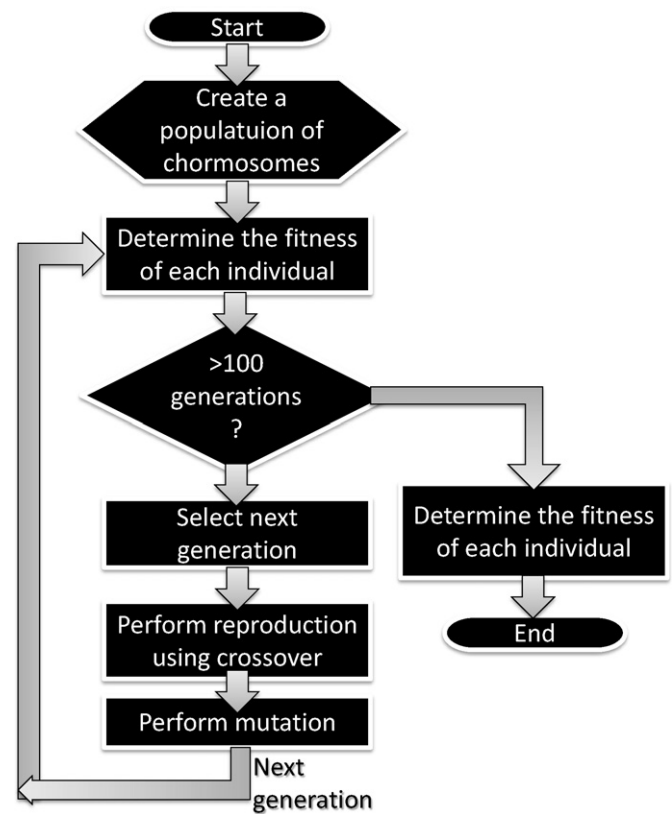 Start
Create a
populatuion of
chormosomes
Determine the fitness
of each individual
>100
generations
?
Select next
generation
Determine the fitness
of each individual
Perform reproduction
using crossover
End
Perform mutation
Next
generation